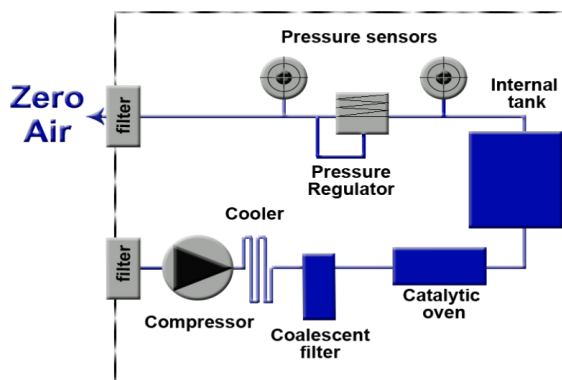 Pressure sensors
Zero
Air
filter
Internal
tank
Pressure
Regulator
Cooler
filter
Compressor
Coalescent
filter
Catalytic
oven